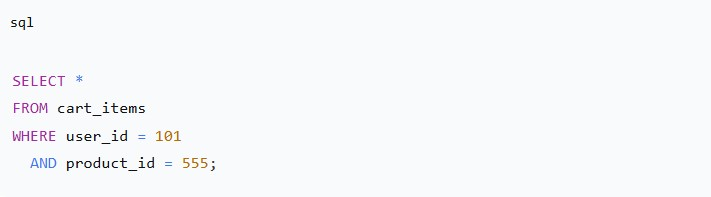 sql
SELECT *
FROM cart_items
WHERE user_id = 101
AND product_id = 555;